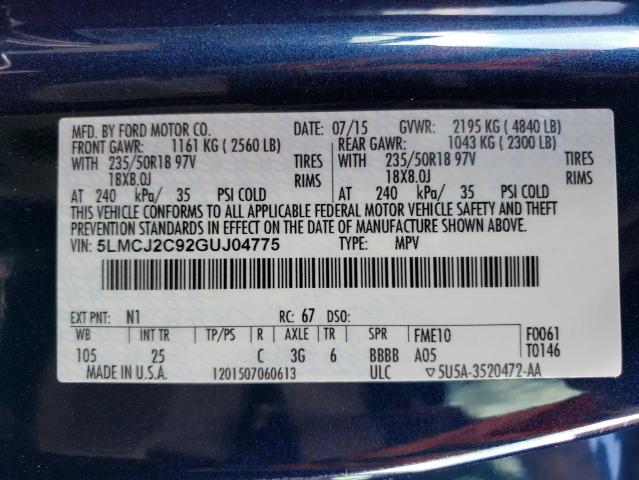 MFD. BY FORD MOTOR CO. DATE: 07/15 GVWR: 2195 KG ( 4840 LB)
FRONT GAWR: 1161 KG ( 2560 LB) REAR GAWR: 1043 KG ( 2300 LB)
WITH 235/50R18 97V TIRES WITH 235/50R18 97V TIRES
18X8.0J RIMS 18X8.0J RIMS
AT 240 kPa/ 35 PSI COLD AT 240 kPa/ 35 PSI COLD
THIS VEHICLE CONFORMS TO ALL APPLICABLE FEDERAL MOTOR VEHICLE SAFETY AND THEFT
PREVENTION STANDARDS IN EFFECT ON THE DATE OF MANUFACTURE SHOWN ABOVE.
VIN: 5LMCJ2C92GUJ04775 TYPE: MPV
EXT PNT: N1 RC: 67 DSO:
WB INT TR TP/PS R AXLE TR SPR FME10 F0061
105 25 C 3G 6 BBBB A05 T0146
MADE IN U.S.A. 1201507060613 ULC ▽5U5A-3520472-AA